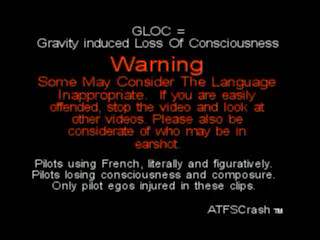 GLOC =
Gravity induced Loss Of Consciousness
Warning
Some May Consider The Language
Inappropriate. If you are easily
offended, stop the video and look at
other videos. Please also be
considerate of who may be in
earshot.
Pilots using French, literally and figuratively.
Pilots losing consciousness and composure.
Only pilot egos injured in these clips.
ATFSCrash ™